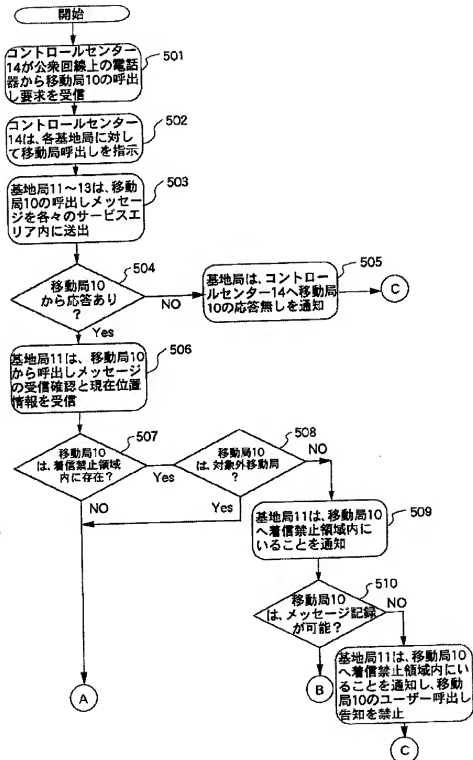 開始
コントロールセンター
14が公衆回線上の電話
器から移動局10の呼出
し要求を受信
501
コントロールセンター
14は、各基地局に対し
て移動局呼出しを指示
502
基地局11～13は、移動
局10の呼出しメッセー
ジを各々のサービスエ
リア内に送出
503
移動局10
から応答あり
?
504
NO
Yes
基地局は、コントロ
ールセンター14へ移動局
10の応答無しを通知
505
C
基地局11は、移動局10
から呼出しメッセージ
の受信確認と現在位置
情報を受信
506
移動局10
は、着信禁止領域
内に存在?
507
Yes
NO
移動局10
は、対象外移動局
?
508
NO
Yes
基地局11は、移動局10
へ着信禁止領域内に
いることを通知
509
移動局10
は、メッセージ記録
が可能?
510
NO
基地局11は、移動局10
へ着信禁止領域内にい
ることを通知し、移動
局10のユーザー呼出し
告知を禁止
A
B
C